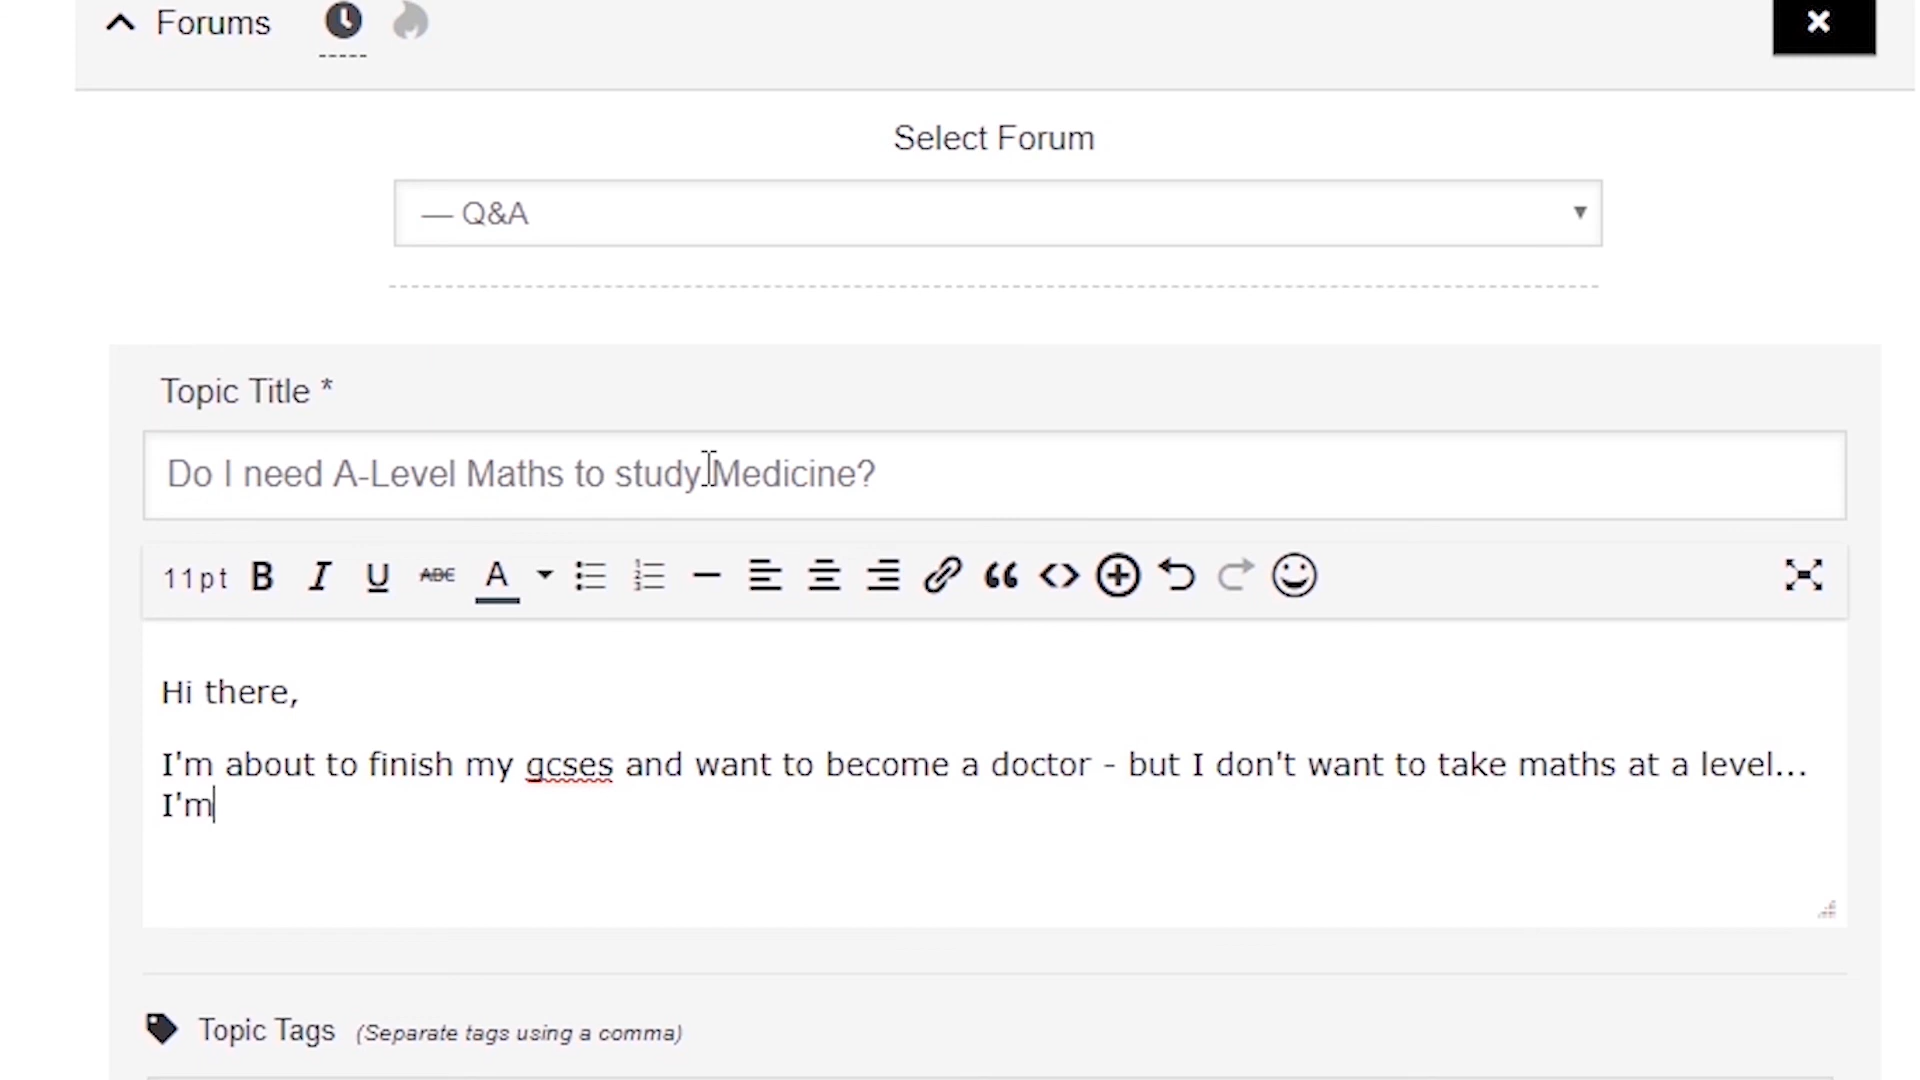 Forums
Select Forum
— Q&A
Topic Title *
Do I need A-Level Maths to study Medicine?
11pt B I U ABC A
Hi there,
I'm about to finish my gcses and want to become a doctor - but I don't want to take maths at a level...
I'm
Topic Tags (Separate tags using a comma)